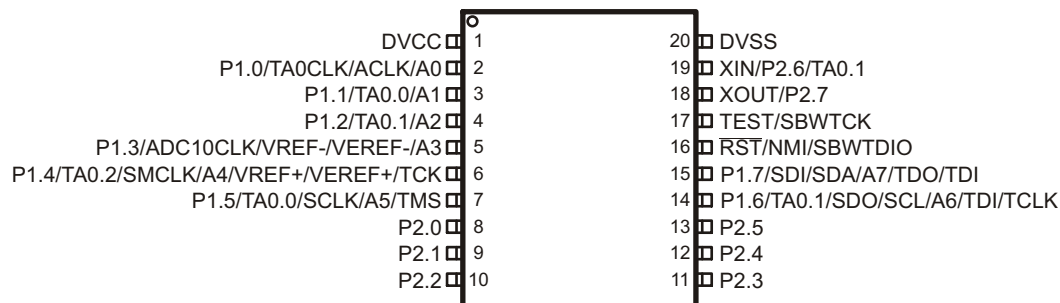 DVCC 1 20 DVSS
P1.0/TA0CLK/ACLK/A0 2 19 XIN/P2.6/TA0.1
P1.1/TA0.0/A1 3 18 XOUT/P2.7
P1.2/TA0.1/A2 4 17 TEST/SBWTCK
P1.3/ADC10CLK/VREF-/VEREF-/A3 5 16 RST/NMI/SBWTDIO
P1.4/TA0.2/SMCLK/A4/VREF+/VEREF+/TCK 6 15 P1.7/SDI/SDA/A7/TDO/TDI
P1.5/TA0.0/SCLK/A5/TMS 7 14 P1.6/TA0.1/SDO/SCL/A6/TDI/TCLK
P2.0 8 13 P2.5
P2.1 9 12 P2.4
P2.2 10 11 P2.3